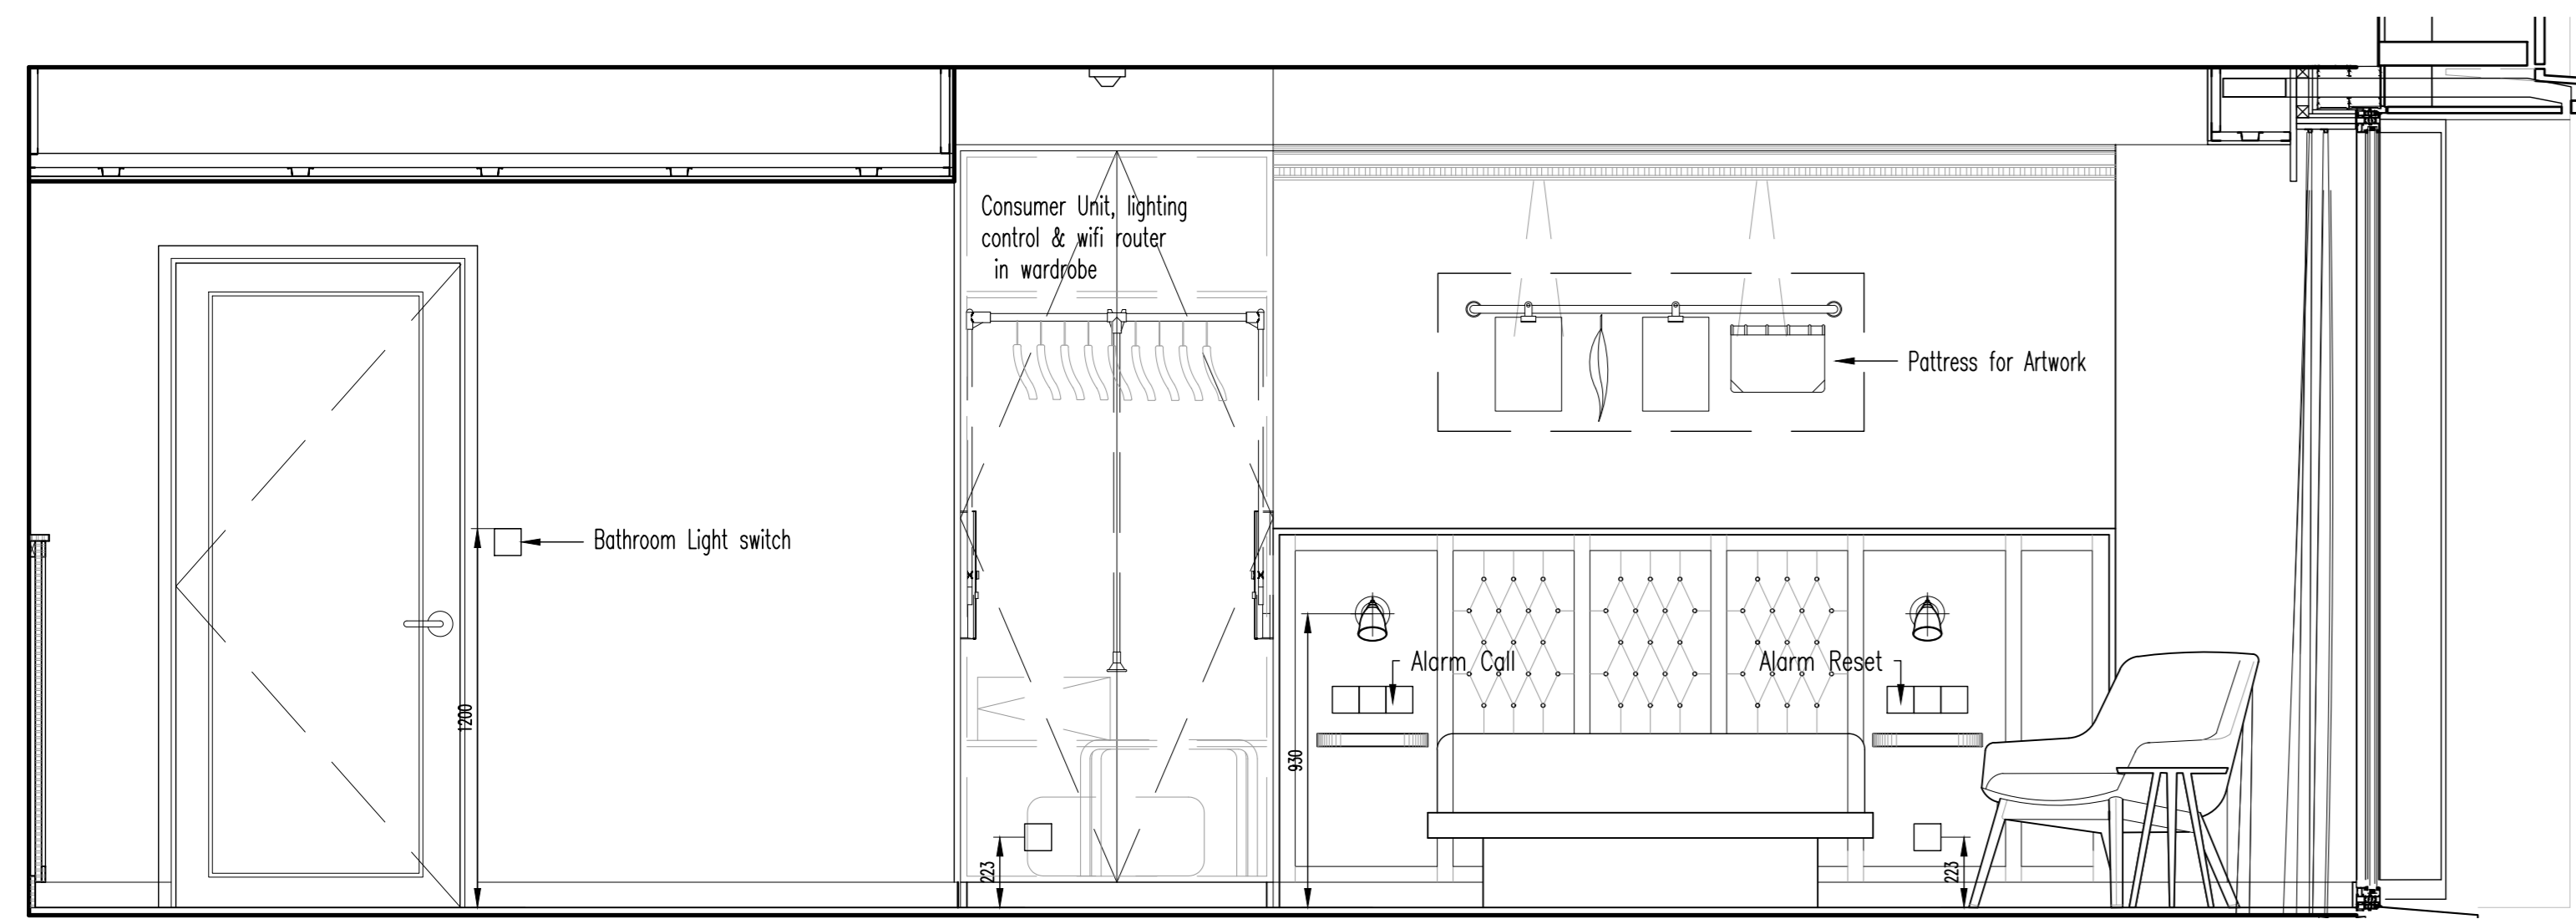 Consumer Unit, lighting
control & wifi router
in wardrobe
Pattress for Artwork
Bathroom Light switch
Alarm Call
Alarm Reset
1200
930
223
223